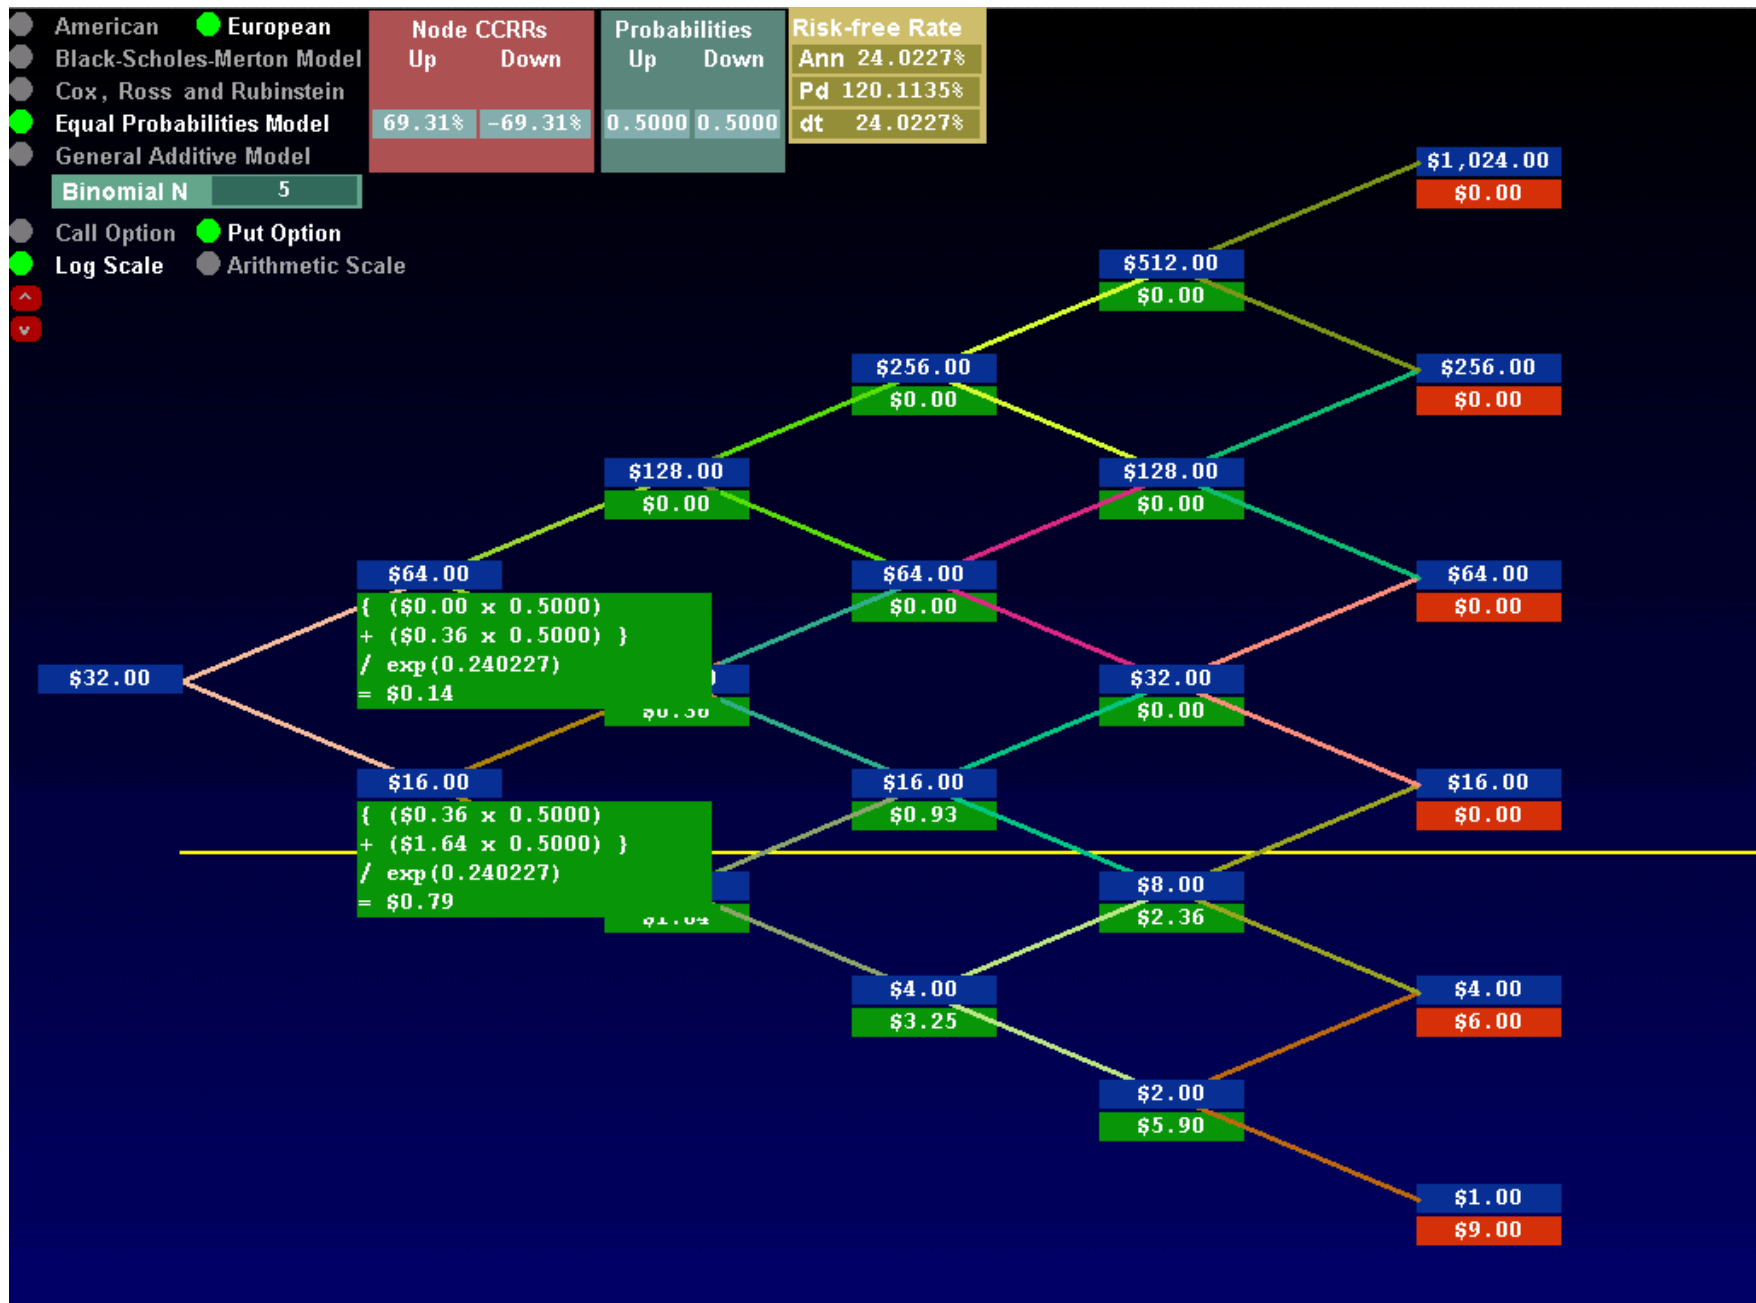 American European
Black-Scholes-Merton Model
Cox, Ross and Rubinstein
Equal Probabilities Model
General Additive Model
Binomial N 5
Call Option Put Option
Log Scale Arithmetic Scale
^
v
Node CCRRs
Up Down
69.31% -69.31%
Probabilities
Up Down
0.5000 0.5000
Risk-free Rate
Ann 24.0227%
Pd 120.1135%
dt 24.0227%
$32.00
$64.00
{ ($0.00 x 0.5000)
+ ($0.36 x 0.5000) }
/ exp(0.240227)
= $0.14
$16.00
{ ($0.36 x 0.5000)
+ ($1.64 x 0.5000) }
/ exp(0.240227)
= $0.79
$128.00
$0.00
$0.36
$1.64
$256.00
$0.00
$64.00
$0.00
$16.00
$0.93
$4.00
$3.25
$512.00
$0.00
$128.00
$0.00
$32.00
$0.00
$8.00
$2.36
$2.00
$5.90
$1,024.00
$0.00
$256.00
$0.00
$64.00
$0.00
$16.00
$0.00
$4.00
$6.00
$1.00
$9.00